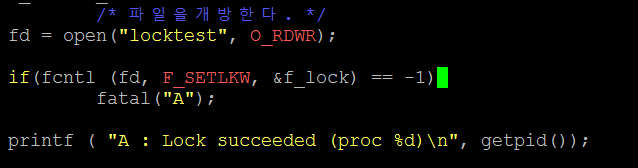 /* 파일을개방한다. */
fd = open("locktest", O_RDWR);
if(fcntl (fd, F_SETLKW, &f_lock) == -1)
fatal("A");
printf ( "A : Lock succeeded (proc %d)\n", getpid());